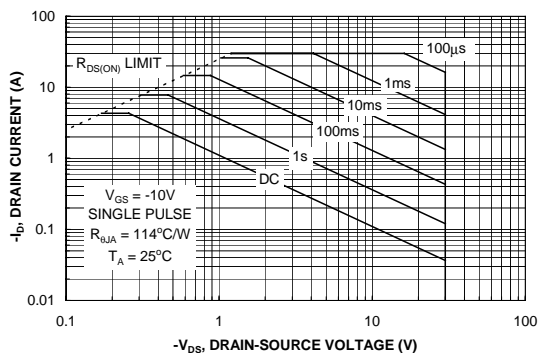 100
10
1
0.1
0.01
-I_D, DRAIN CURRENT (A)
R_DS(ON) LIMIT
100μs
1ms
10ms
100ms
1s
DC
V_GS = -10V
SINGLE PULSE
R_θJA = 114°C/W
T_A = 25°C
0.1
1
10
100
-V_DS, DRAIN-SOURCE VOLTAGE (V)